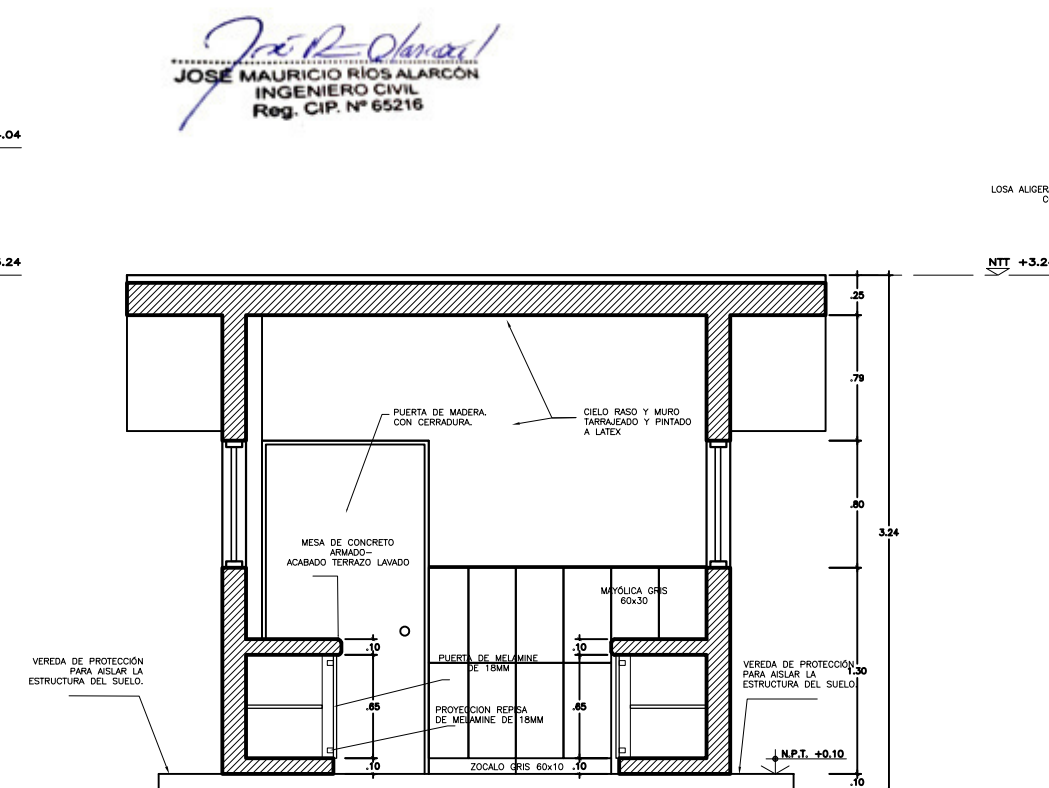 JOSÉ MAURICIO RÍOS ALARCÓN
INGENIERO CIVIL
Reg. CIP. Nº 65216
.04
.24
LOSA ALIGER
C
NTT +3.24
.25
.79
PUERTA DE MADERA.
CON CERRADURA.
CIELO RASO Y MURO
TARRAJEADO Y PINTADO
A LATEX
.80
3.24
MESA DE CONCRETO
ARMADO-
ACABADO TERRAZO LAVADO
MAYÓLICA GRIS
60x30
.10
.10
VEREDA DE PROTECCIÓN
PARA AISLAR LA
ESTRUCTURA DEL SUELO.
PUERTA DE MELAMINE
DE 18MM
VEREDA DE PROTECCIÓN
PARA AISLAR LA
ESTRUCTURA DEL SUELO.
1.30
.65
PROYECCION REPISA
DE MELAMINE DE 18MM
.65
N.P.T. +0.10
.10
ZOCALO GRIS 60x10
.10
.10